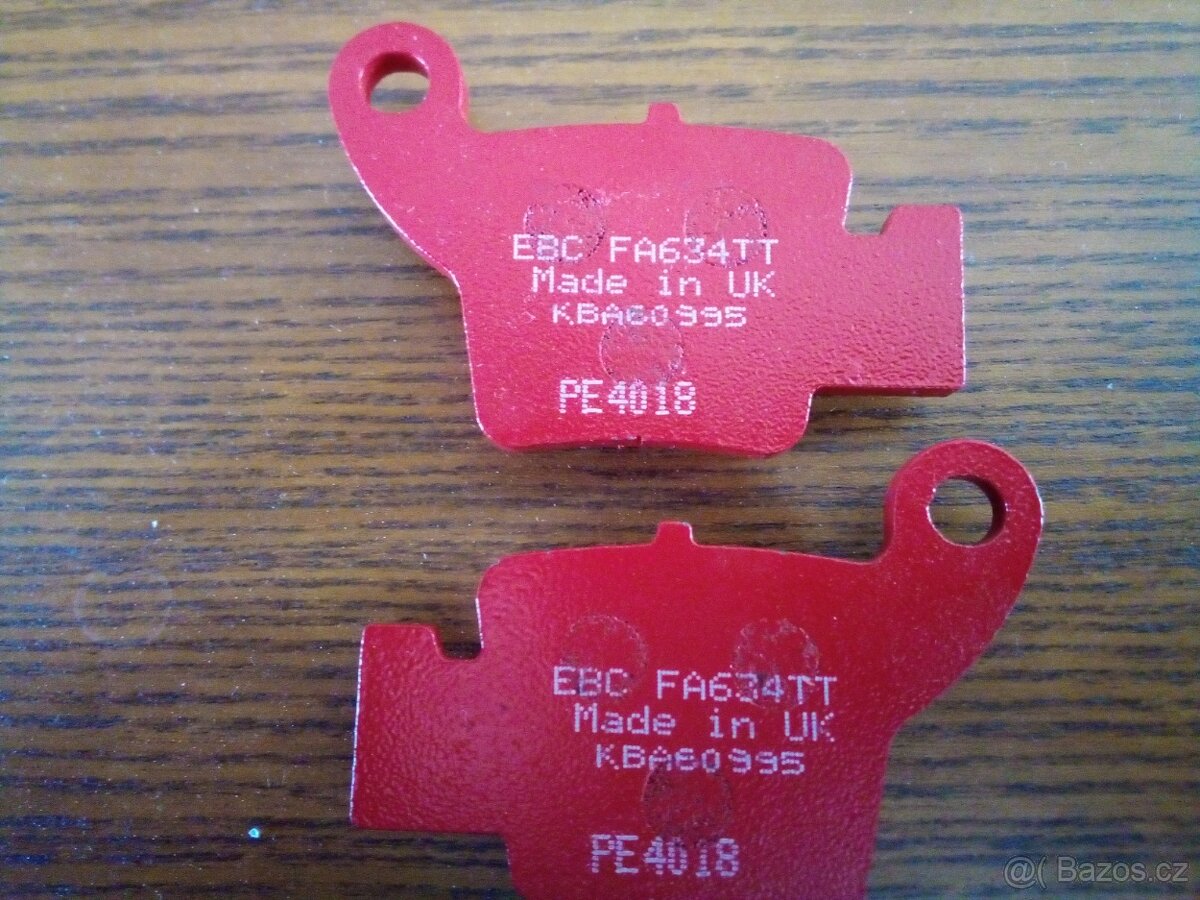 EBC FA634TT
Made in UK
KBA60995
PE4018
EBC FA634TT
Made in UK
KBA60995
PE4018
@( Bazos.cz